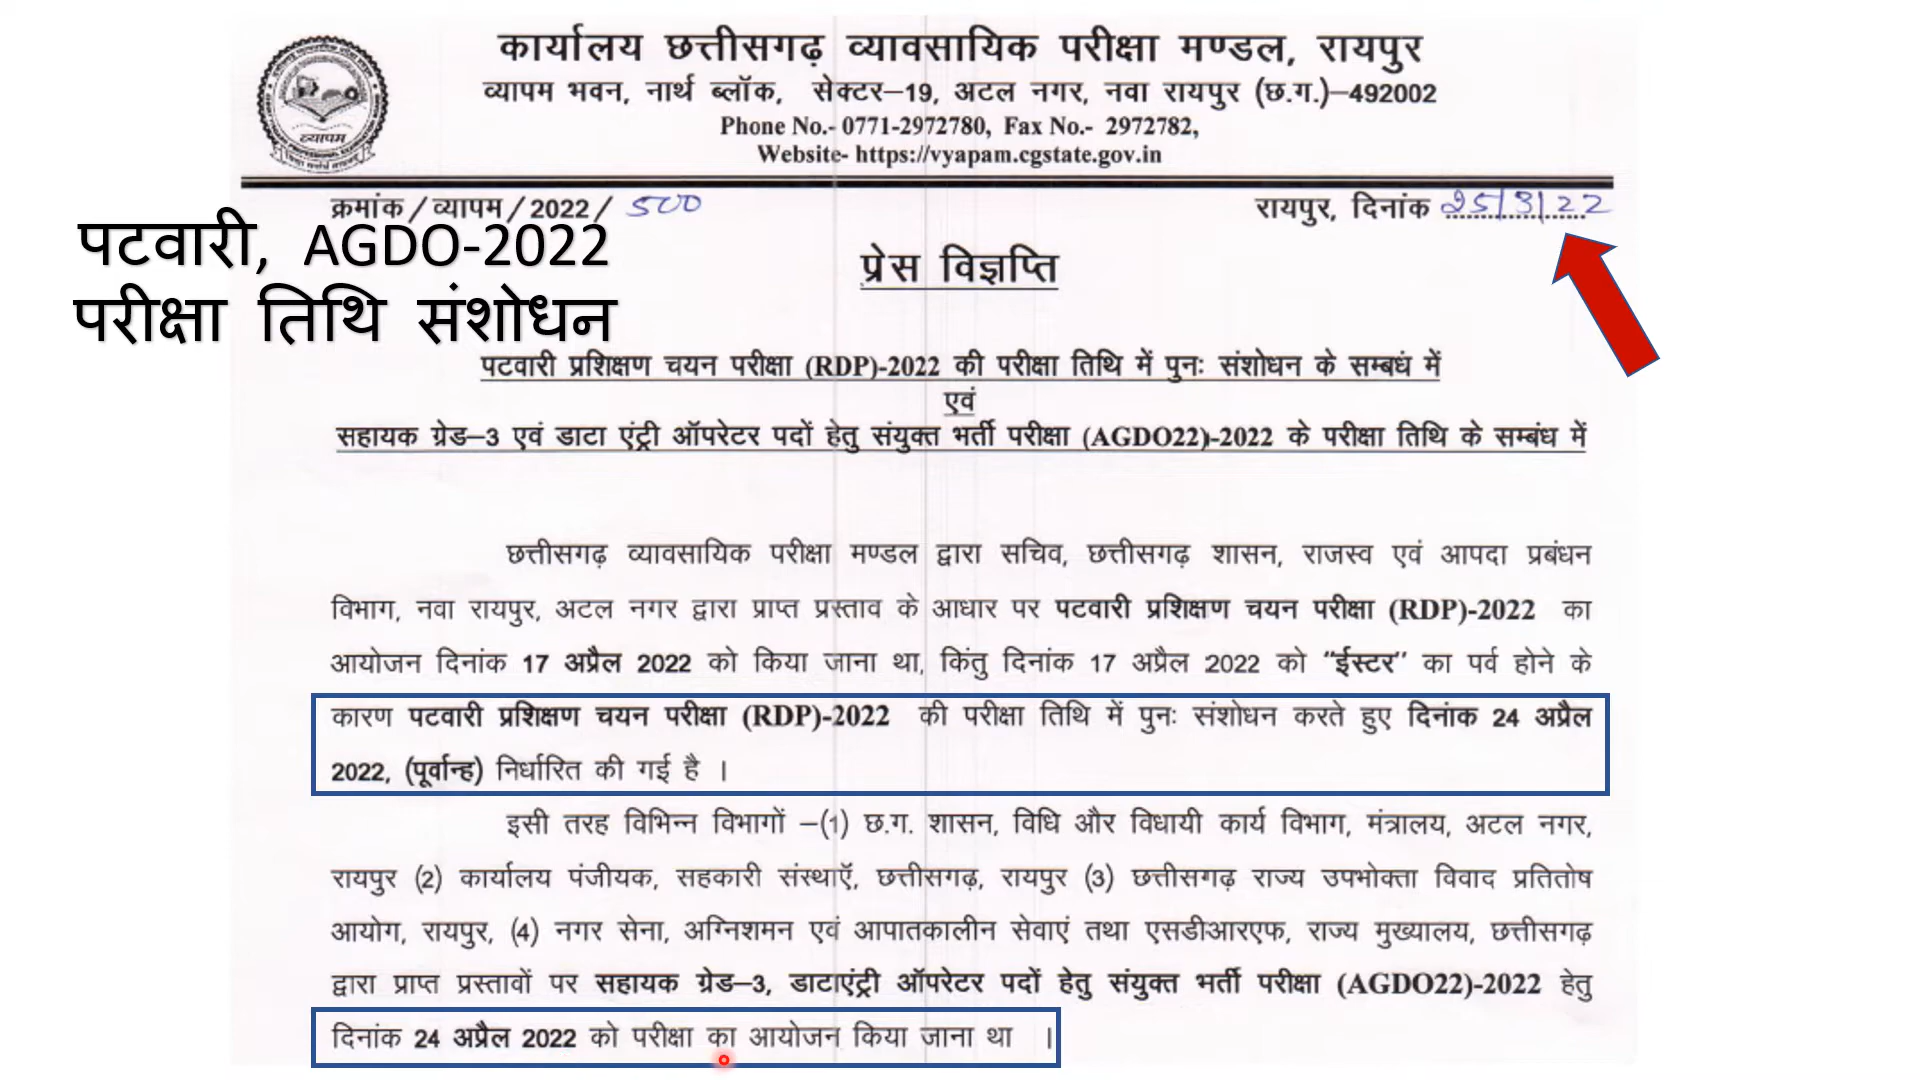 कार्यालय छत्तीसगढ़ व्यावसायिक परीक्षा मण्डल, रायपुर
व्यापम भवन, नार्थ ब्लॉक, सेक्टर–19, अटल नगर, नवा रायपुर (छ.ग.)–492002
Phone No.- 0771-2972780, Fax No.- 2972782,
Website- https://vyapam.cgstate.gov.in
व्यापम
क्रमांक/व्यापम/2022/ 500
रायपुर, दिनांक 25/3/22
पटवारी, AGDO-2022
परीक्षा तिथि संशोधन
प्रेस विज्ञप्ति
पटवारी प्रशिक्षण चयन परीक्षा (RDP)-2022 की परीक्षा तिथि में पुनः संशोधन के सम्बधं में
एवं
सहायक ग्रेड–3 एवं डाटा एंट्री ऑपरेटर पदों हेतु संयुक्त भर्ती परीक्षा (AGDO22)-2022 के परीक्षा तिथि के सम्बंध में
छत्तीसगढ़ व्यावसायिक परीक्षा मण्डल द्वारा सचिव, छत्तीसगढ़ शासन, राजस्व एवं आपदा प्रबंधन
विभाग, नवा रायपुर, अटल नगर द्वारा प्राप्त प्रस्ताव के आधार पर पटवारी प्रशिक्षण चयन परीक्षा (RDP)-2022 का
आयोजन दिनांक 17 अप्रैल 2022 को किया जाना था, किंतु दिनांक 17 अप्रैल 2022 को "ईस्टर" का पर्व होने के
कारण पटवारी प्रशिक्षण चयन परीक्षा (RDP)-2022 की परीक्षा तिथि में पुनः संशोधन करते हुए दिनांक 24 अप्रैल
2022, (पूर्वान्ह) निर्धारित की गई है ।
इसी तरह विभिन्न विभागों –(1) छ.ग. शासन, विधि और विधायी कार्य विभाग, मंत्रालय, अटल नगर,
रायपुर (2) कार्यालय पंजीयक, सहकारी संस्थाऍ, छत्तीसगढ़, रायपुर (3) छत्तीसगढ़ राज्य उपभोक्ता विवाद प्रतितोष
आयोग, रायपुर, (4) नगर सेना, अग्निशमन एवं आपातकालीन सेवाएं तथा एसडीआरएफ, राज्य मुख्यालय, छत्तीसगढ़
द्वारा प्राप्त प्रस्तावों पर सहायक ग्रेड–3, डाटाएंट्री ऑपरेटर पदों हेतु संयुक्त भर्ती परीक्षा (AGDO22)-2022 हेतु
दिनांक 24 अप्रैल 2022 को परीक्षा का आयोजन किया जाना था ।